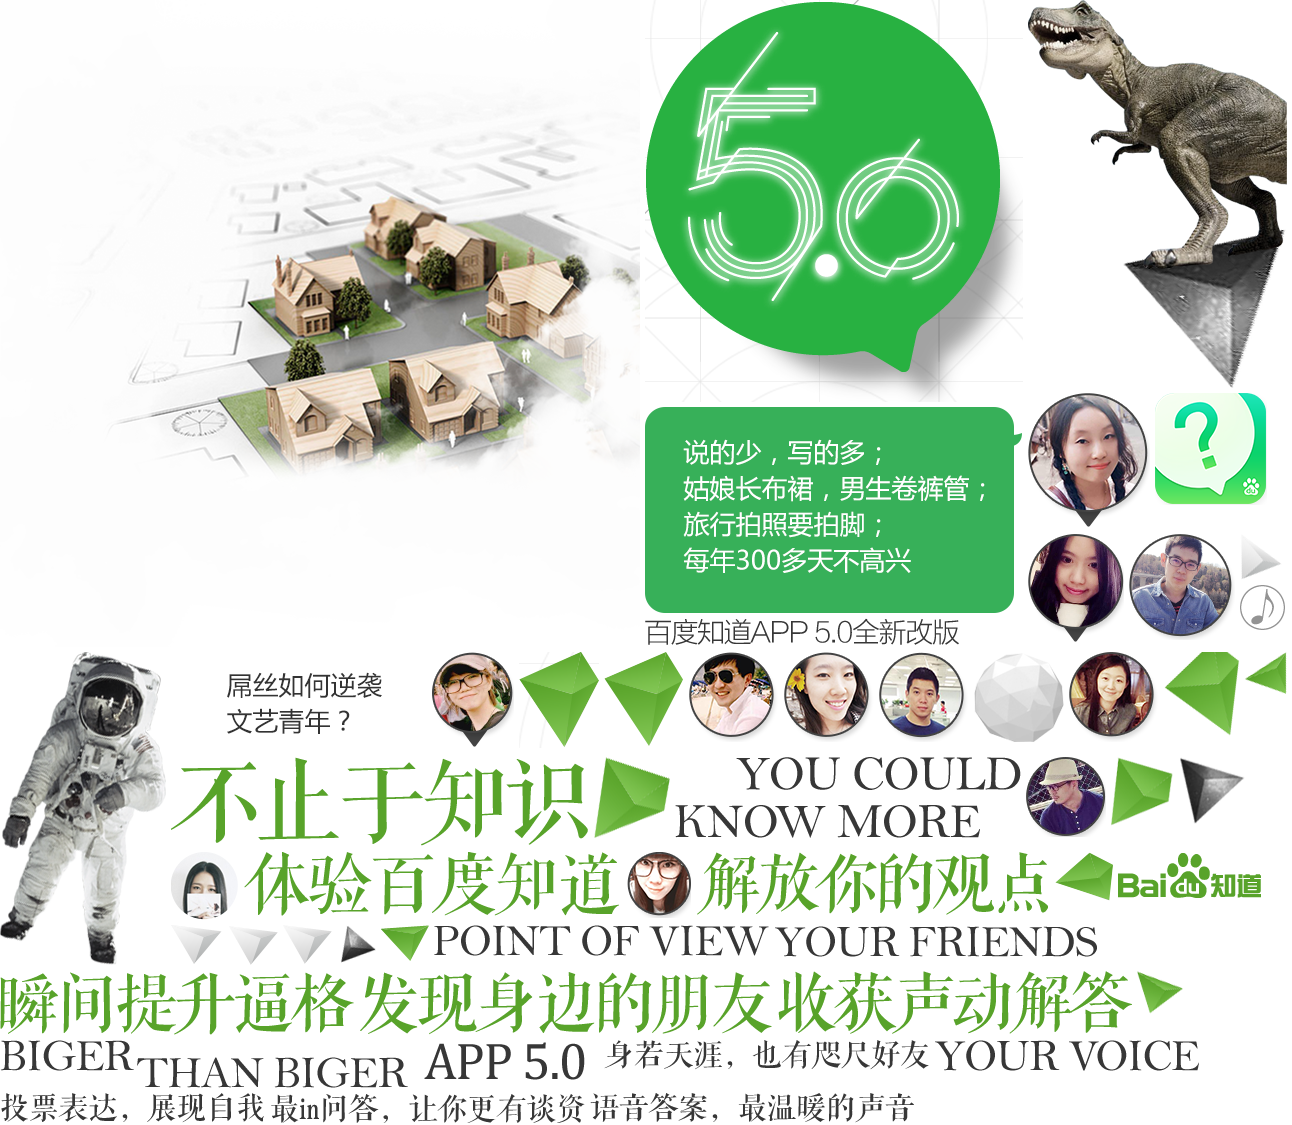 5.0
说的少，写的多；
姑娘长布裙，男生卷裤管；
旅行拍照要拍脚；
每年300多天不高兴
百度知道APP 5.0全新改版
屌丝如何逆袭
文艺青年？
不止于知识
YOU COULD
KNOW MORE
体验百度知道
解放你的观点
Bai du 知道
POINT OF VIEW
YOUR FRIENDS
瞬间提升逼格
发现身边的朋友
收获声动解答
BIGER
THAN BIGER
APP 5.0
身若天涯，也有咫尺好友
YOUR VOICE
投票表达，展现自我
最in问答，让你更有谈资
语音答案，最温暖的声音